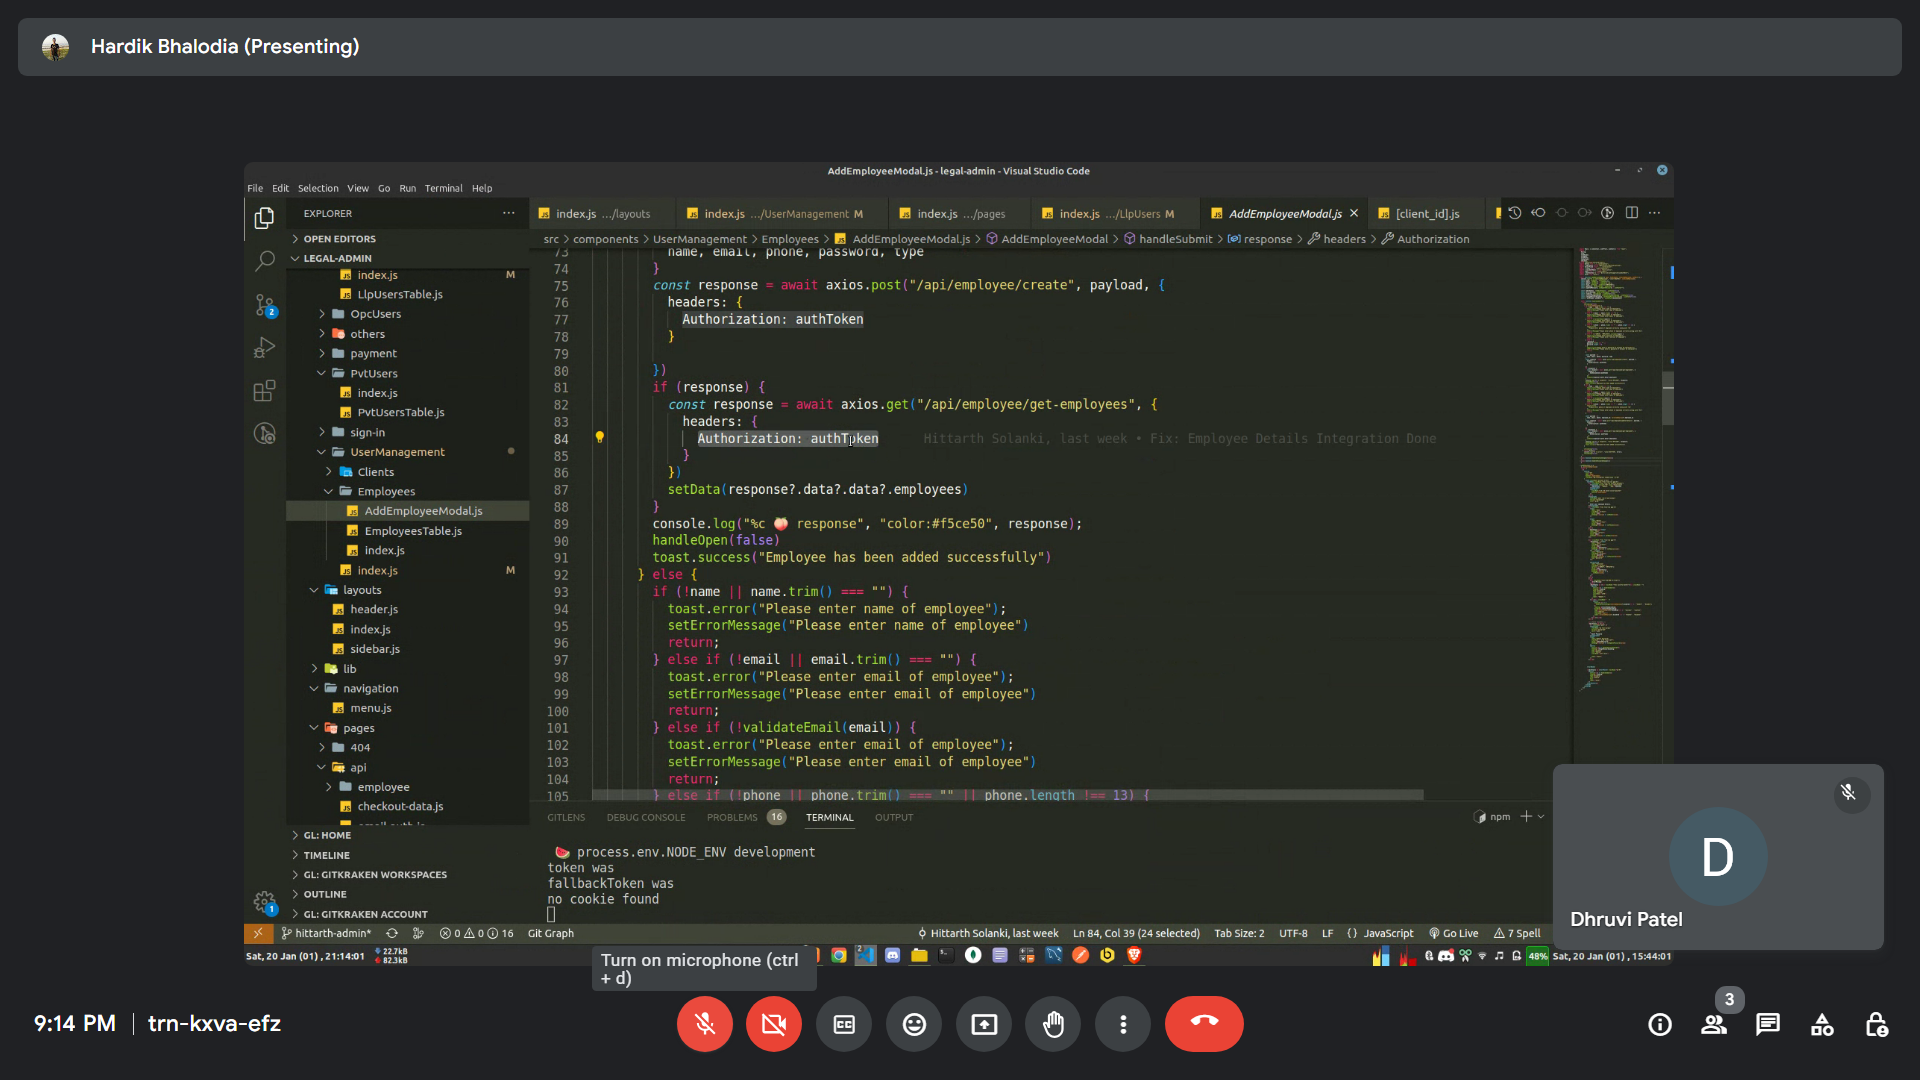 Hardik Bhalodia (Presenting)
AddEmployeeModal.js - legal-admin - Visual Studio Code
File Edit Selection View Go Run Terminal Help
EXPLORER
OPEN EDITORS
LEGAL-ADMIN
index.js M
LlpUsersTable.js
OpcUsers
others
payment
PvtUsers
index.js
PvtUsersTable.js
sign-in
UserManagement
Clients
Employees
AddEmployeeModal.js
EmployeesTable.js
index.js
index.js M
layouts
header.js
index.js
sidebar.js
lib
navigation
menu.js
pages
404
api
employee
checkout-data.js
GL: HOME
TIMELINE
GL: GITKRAKEN WORKSPACES
OUTLINE
GL: GITKRAKEN ACCOUNT
2
1
index.js .../layouts
index.js .../UserManagement M
index.js .../pages
index.js .../LlpUsers M
AddEmployeeModal.js
[client_id].js
src > components > UserManagement > Employees > AddEmployeeModal.js > AddEmployeeModal > handleSubmit > response > headers > Authorization
73 name, email, phone, password, type
74 }
75 const response = await axios.post("/api/employee/create", payload, {
76 headers: {
77 Authorization: authToken
78 }
79
80 })
81 if (response) {
82 const response = await axios.get("/api/employee/get-employees", {
83 headers: {
84 Authorization: authToken Hittarth Solanki, last week • Fix: Employee Details Integration Done
85 }
86 })
87 setData(response?.data?.data?.employees)
88 }
89 console.log("%c 🍑 response", "color:#f5ce50", response);
90 handleOpen(false)
91 toast.success("Employee has been added successfully")
92 } else {
93 if (!name || name.trim() === "") {
94 toast.error("Please enter name of employee");
95 setErrorMessage("Please enter name of employee")
96 return;
97 } else if (!email || email.trim() === "") {
98 toast.error("Please enter email of employee");
99 setErrorMessage("Please enter email of employee")
100 return;
101 } else if (!validateEmail(email)) {
102 toast.error("Please enter email of employee");
103 setErrorMessage("Please enter email of employee")
104 return;
105 } else if (!phone || phone.trim() === "" || phone.length !== 13) {
GITLENS DEBUG CONSOLE PROBLEMS 16 TERMINAL OUTPUT
npm
🍉 process.env.NODE_ENV development
token was
fallbackToken was
no cookie found
hittarth-admin* 0 0 16 Git Graph
Hittarth Solanki, last week Ln 84, Col 39 (24 selected) Tab Size: 2 UTF-8 LF {} JavaScript Go Live 7 Spell
Sat, 20 Jan (01) , 21:14:01 22.7kB
82.3kB
48% Sat, 20 Jan (01) , 15:44:01
Turn on microphone (ctrl
+ d)
D
Dhruvi Patel
9:14 PM | trn-kxva-efz
3